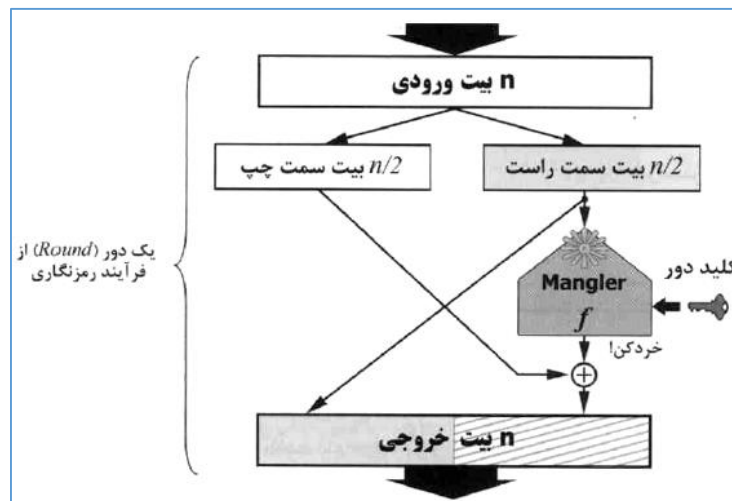 n بیت ورودی
n/2 بیت سمت چپ
n/2 بیت سمت راست
یک دور (Round) از
فرآیند رمزنگاری
کلید دور
Mangler
f
خردکن!
n بیت خروجی